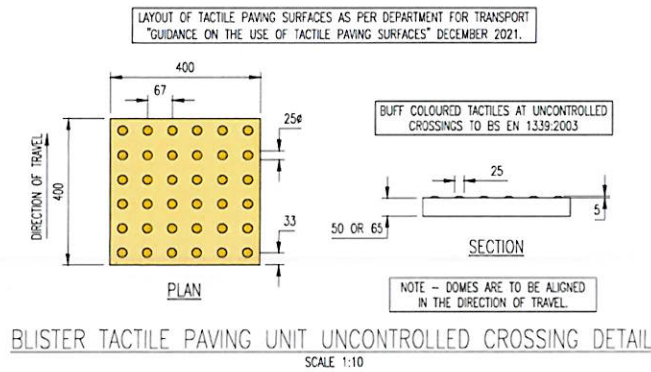 LAYOUT OF TACTILE PAVING SURFACES AS PER DEPARTMENT FOR TRANSPORT
"GUIDANCE ON THE USE OF TACTILE PAVING SURFACES" DECEMBER 2021.
400
67
25ø
DIRECTION OF TRAVEL
400
33
PLAN
BUFF COLOURED TACTILES AT UNCONTROLLED
CROSSINGS TO BS EN 1339:2003
25
50 OR 65
5
SECTION
NOTE – DOMES ARE TO BE ALIGNED
IN THE DIRECTION OF TRAVEL.
BLISTER TACTILE PAVING UNIT UNCONTROLLED CROSSING DETAIL
SCALE 1:10